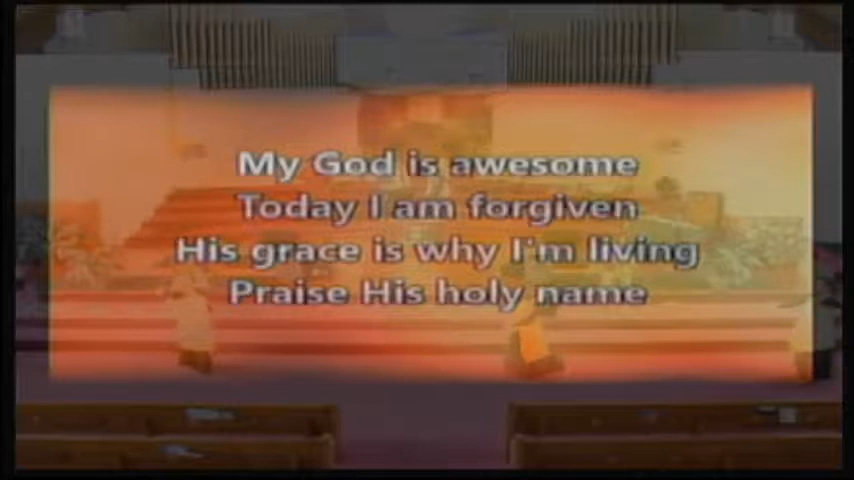 My God is awesome
Today I am forgiven
His grace is why I'm living
Praise His holy name